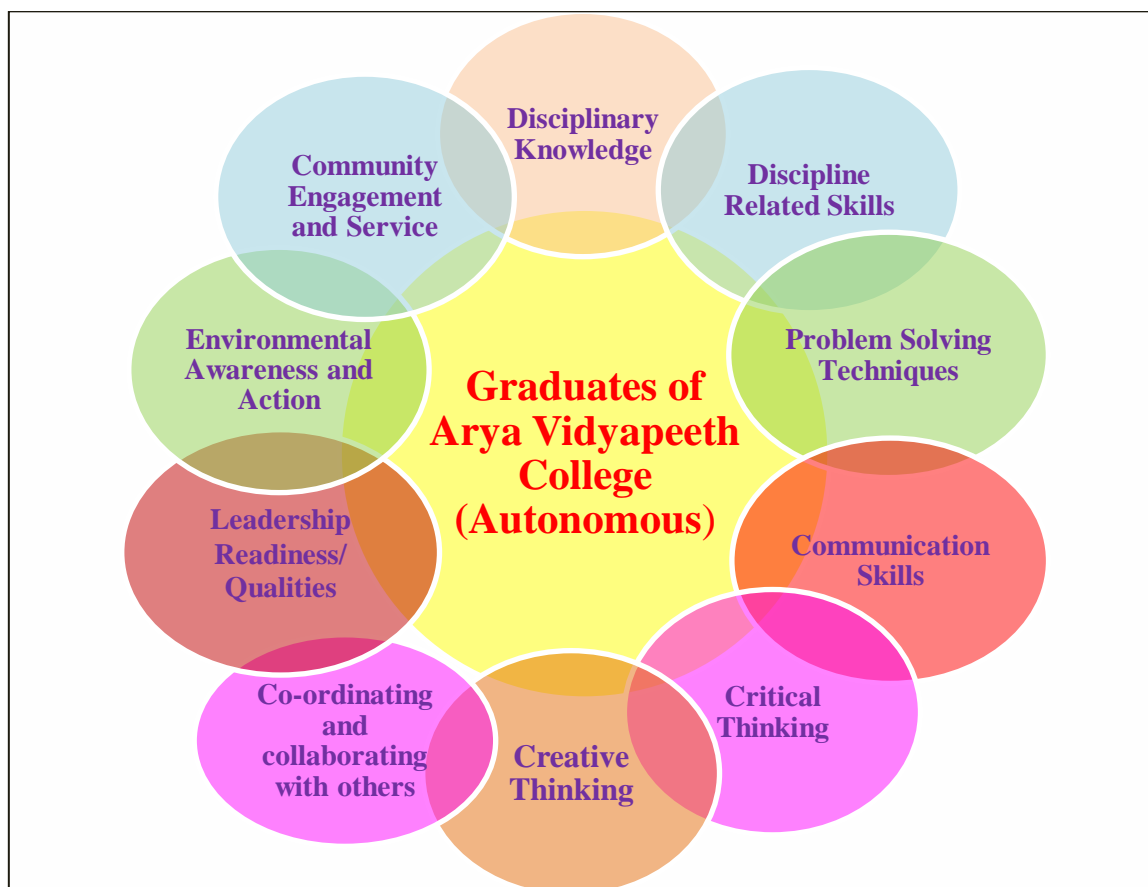 Disciplinary
Knowledge
Discipline
Related Skills
Problem Solving
Techniques
Communication
Skills
Critical
Thinking
Creative
Thinking
Co-ordinating
and
collaborating
with others
Leadership
Readiness/
Qualities
Environmental
Awareness and
Action
Community
Engagement
and Service
Graduates of
Arya Vidyapeeth
College
(Autonomous)